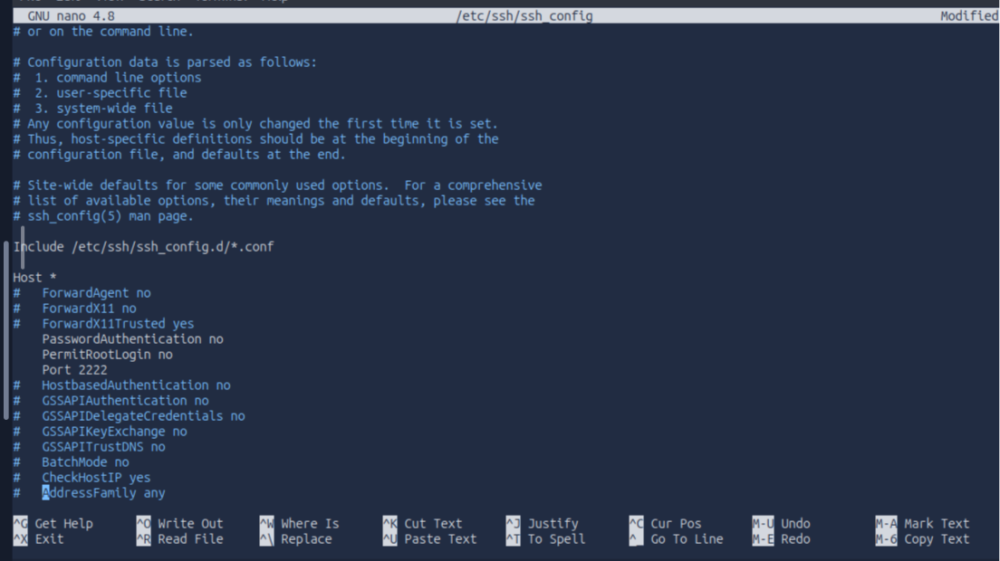 GNU nano 4.8 /etc/ssh/ssh_config Modified
# or on the command line.
# Configuration data is parsed as follows:
#  1. command line options
#  2. user-specific file
#  3. system-wide file
# Any configuration value is only changed the first time it is set.
# Thus, host-specific definitions should be at the beginning of the
# configuration file, and defaults at the end.
# Site-wide defaults for some commonly used options.  For a comprehensive
# list of available options, their meanings and defaults, please see the
# ssh_config(5) man page.
Include /etc/ssh/ssh_config.d/*.conf
Host *
#   ForwardAgent no
#   ForwardX11 no
#   ForwardX11Trusted yes
    PasswordAuthentication no
    PermitRootLogin no
    Port 2222
#   HostbasedAuthentication no
#   GSSAPIAuthentication no
#   GSSAPIDelegateCredentials no
#   GSSAPIKeyExchange no
#   GSSAPITrustDNS no
#   BatchMode no
#   CheckHostIP yes
#   AddressFamily any
^G Get Help ^O Write Out ^W Where Is ^K Cut Text ^J Justify ^C Cur Pos M-U Undo M-A Mark Text
^X Exit ^R Read File ^\ Replace ^U Paste Text ^T To Spell ^_ Go To Line M-E Redo M-6 Copy Text